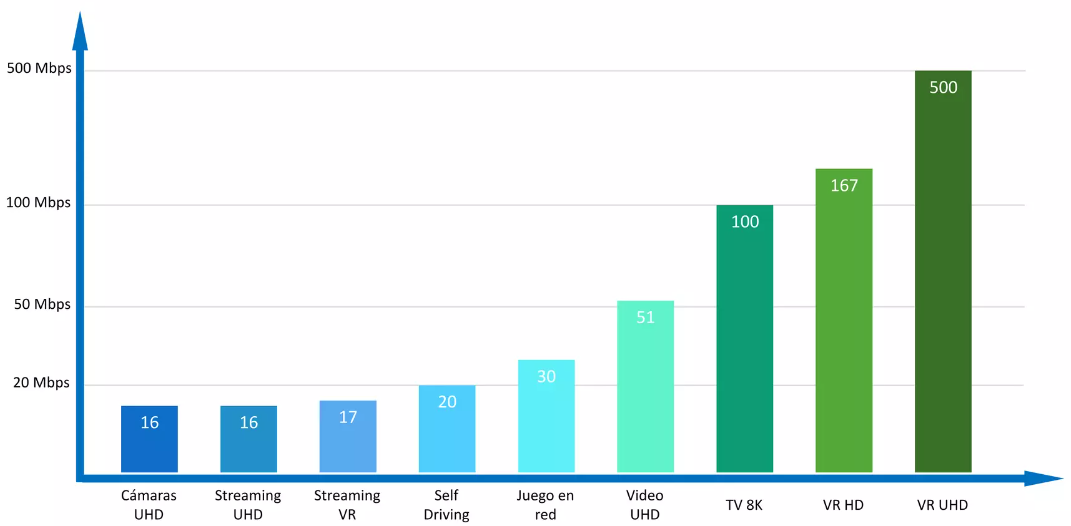 500 Mbps
100 Mbps
50 Mbps
20 Mbps
16
16
17
20
30
51
100
167
500
Cámaras
UHD
Streaming
UHD
Streaming
VR
Self
Driving
Juego en
red
Video
UHD
TV 8K
VR HD
VR UHD